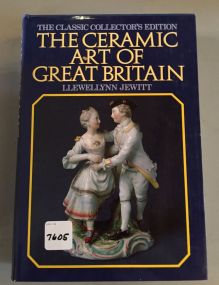 THE CLASSIC COLLECTOR'S EDITION
THE CERAMIC
ART OF
GREAT BRITAIN
LLEWELLYNN JEWITT
7605